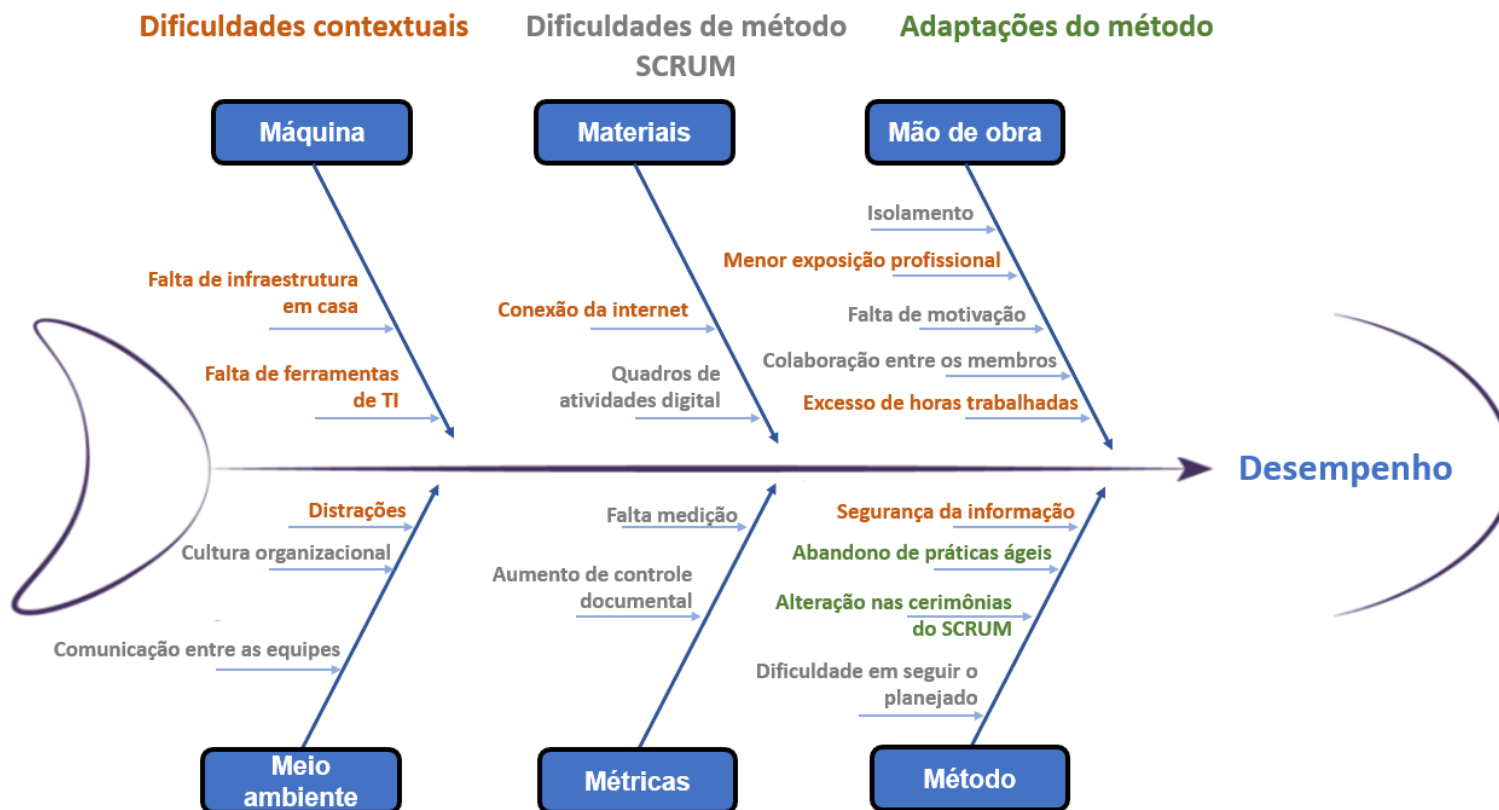 Dificuldades contextuais
Dificuldades de método
SCRUM
Adaptações do método
Máquina
Materiais
Mão de obra
Falta de infraestrutura
em casa
Falta de ferramentas
de TI
Conexão da internet
Quadros de
atividades digital
Isolamento
Menor exposição profissional
Falta de motivação
Colaboração entre os membros
Excesso de horas trabalhadas
Desempenho
Distrações
Cultura organizacional
Comunicação entre as equipes
Falta medição
Aumento de controle
documental
Segurança da informação
Abandono de práticas ágeis
Alteração nas cerimônias
do SCRUM
Dificuldade em seguir o
planejado
Meio
ambiente
Métricas
Método